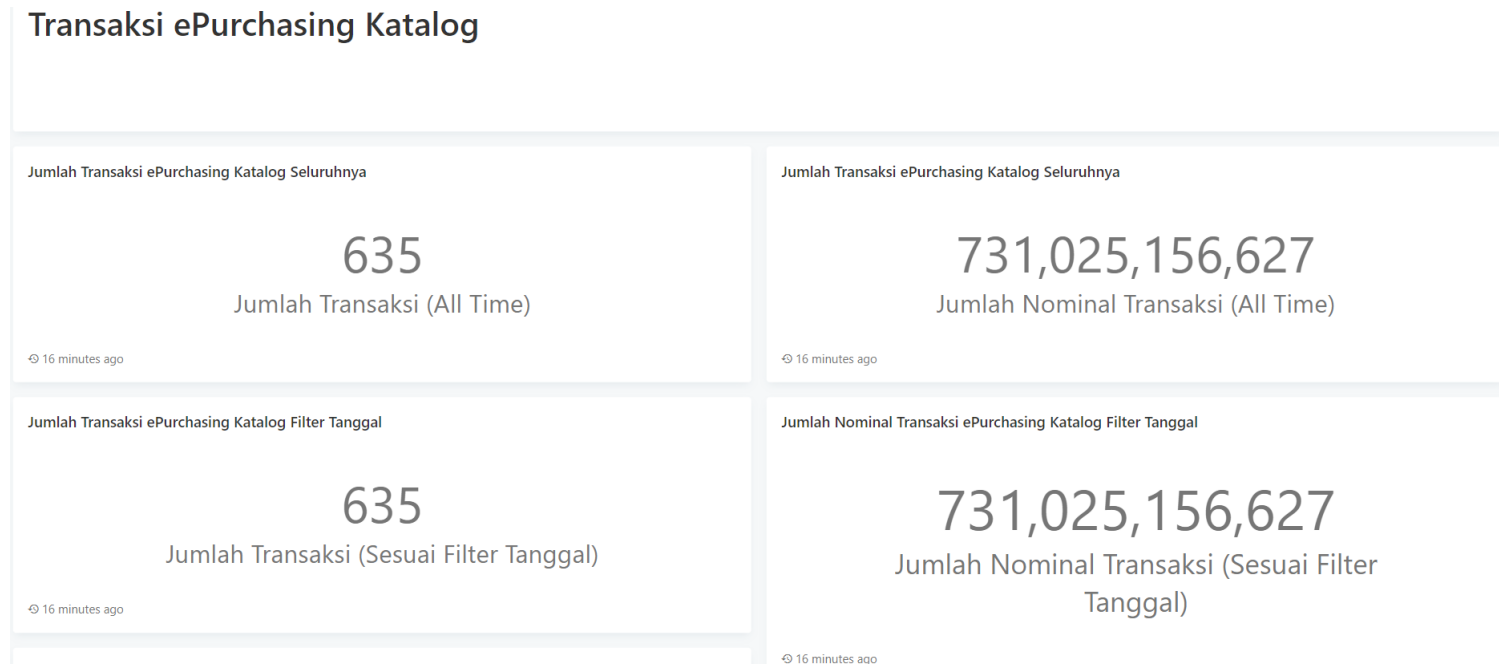 Transaksi ePurchasing Katalog
Jumlah Transaksi ePurchasing Katalog Seluruhnya
635
Jumlah Transaksi (All Time)
16 minutes ago
Jumlah Transaksi ePurchasing Katalog Seluruhnya
731,025,156,627
Jumlah Nominal Transaksi (All Time)
16 minutes ago
Jumlah Transaksi ePurchasing Katalog Filter Tanggal
635
Jumlah Transaksi (Sesuai Filter Tanggal)
16 minutes ago
Jumlah Nominal Transaksi ePurchasing Katalog Filter Tanggal
731,025,156,627
Jumlah Nominal Transaksi (Sesuai Filter
Tanggal)
16 minutes ago